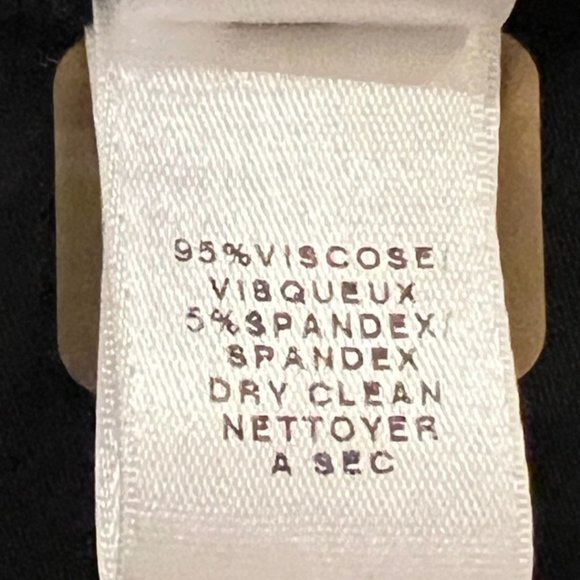 95%VISCOSE/
VISQUEUX
5%SPANDEX/
SPANDEX
DRY CLEAN
NETTOYER
A SEC